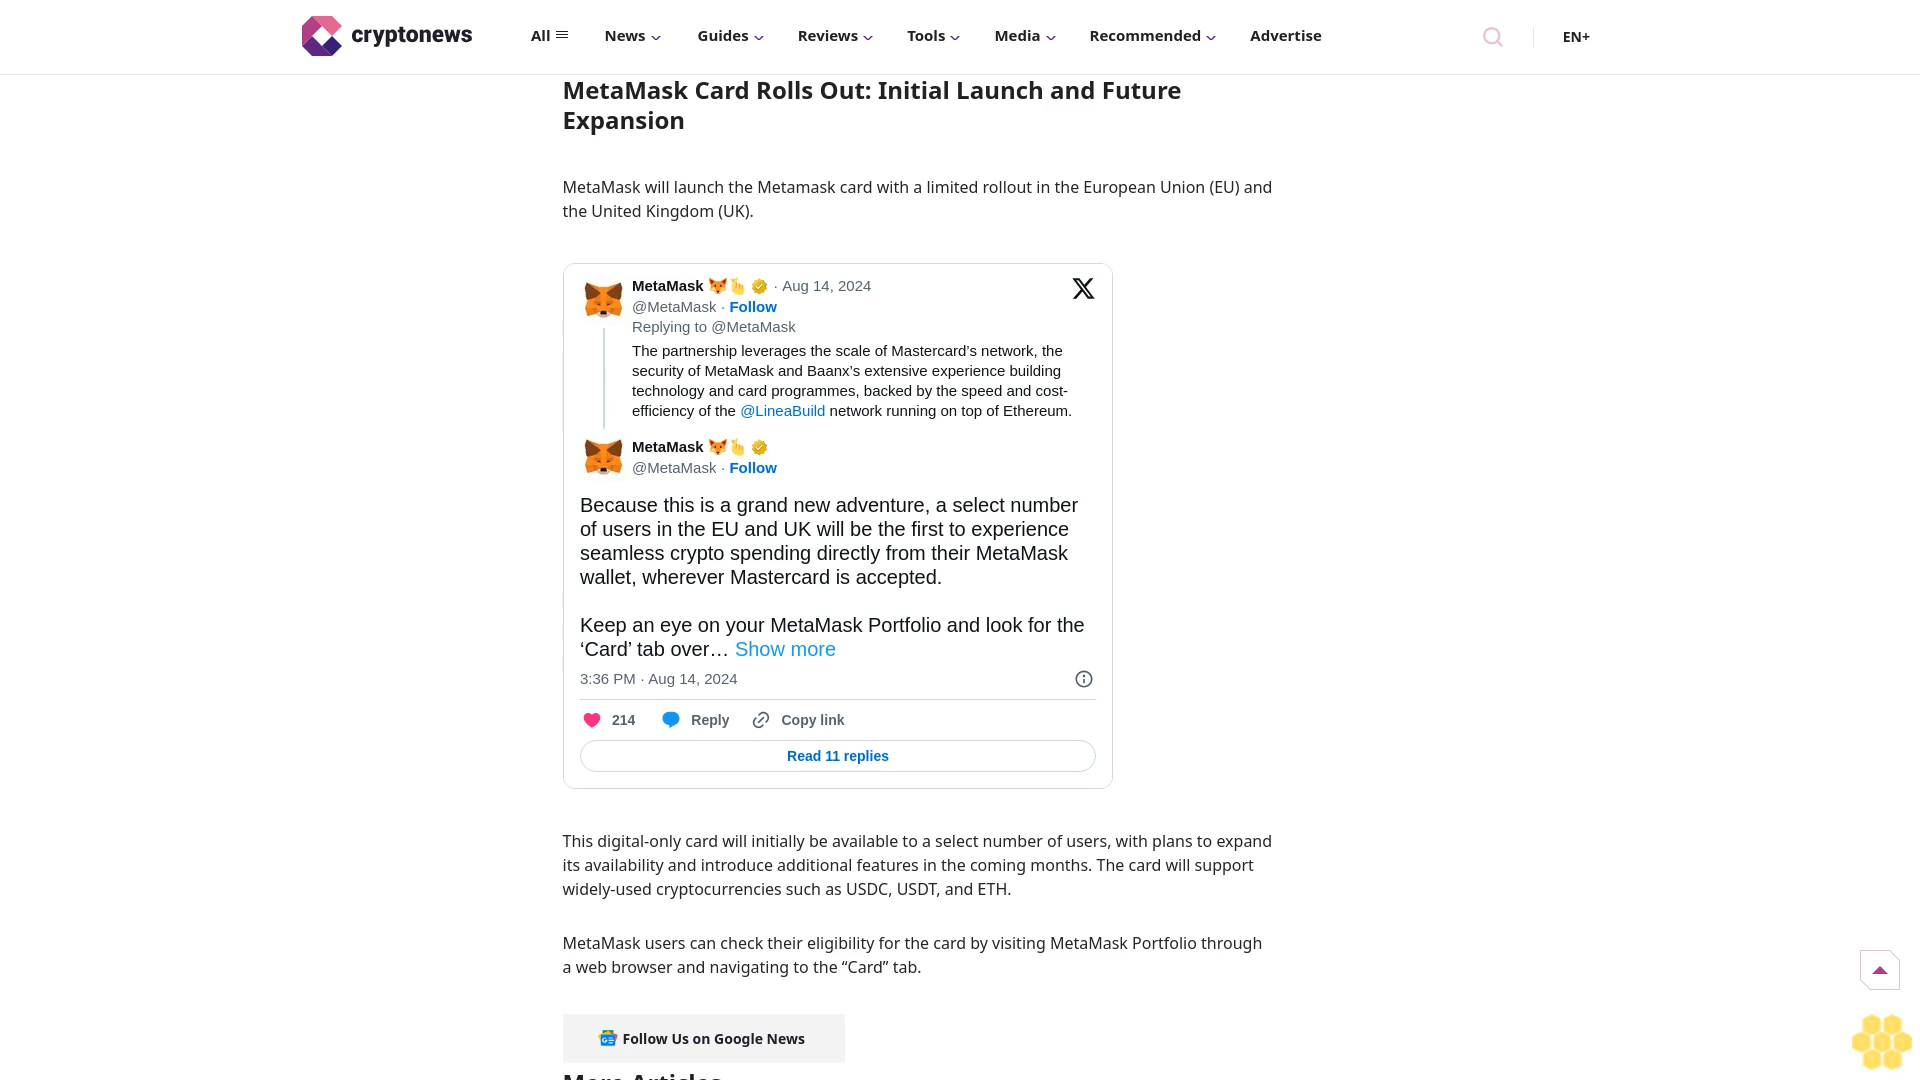 cryptonews
All
News
Guides
Reviews
Tools
Media
Recommended
Advertise
EN+
MetaMask Card Rolls Out: Initial Launch and Future
Expansion
MetaMask will launch the Metamask card with a limited rollout in the European Union (EU) and
the United Kingdom (UK).
MetaMask 🦊🫰 · Aug 14, 2024
@MetaMask · Follow
Replying to @MetaMask
The partnership leverages the scale of Mastercard’s network, the
security of MetaMask and Baanx’s extensive experience building
technology and card programmes, backed by the speed and cost-
efficiency of the @LineaBuild network running on top of Ethereum.
MetaMask 🦊🫰
@MetaMask · Follow
Because this is a grand new adventure, a select number
of users in the EU and UK will be the first to experience
seamless crypto spending directly from their MetaMask
wallet, wherever Mastercard is accepted.
Keep an eye on your MetaMask Portfolio and look for the
‘Card’ tab over… Show more
3:36 PM · Aug 14, 2024
214
Reply
Copy link
Read 11 replies
This digital-only card will initially be available to a select number of users, with plans to expand
its availability and introduce additional features in the coming months. The card will support
widely-used cryptocurrencies such as USDC, USDT, and ETH.
MetaMask users can check their eligibility for the card by visiting MetaMask Portfolio through
a web browser and navigating to the “Card” tab.
Follow Us on Google News
More Articles